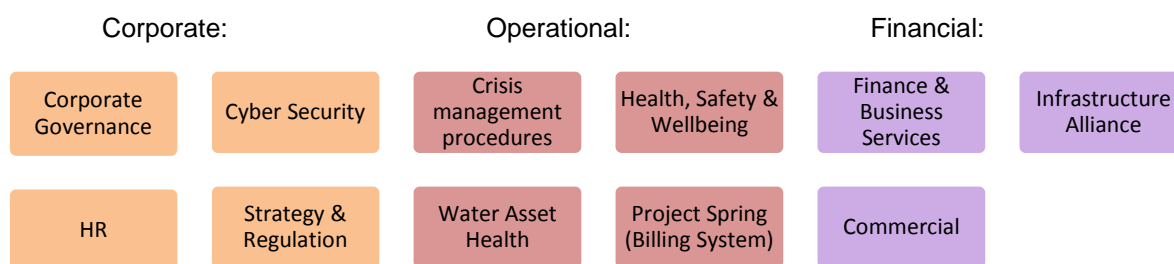 Corporate:
Operational:
Financial:
Corporate
Governance
Cyber Security
Crisis
management
procedures
Health, Safety &
Wellbeing
Finance &
Business
Services
Infrastructure
Alliance
HR
Strategy &
Regulation
Water Asset
Health
Project Spring
(Billing System)
Commercial